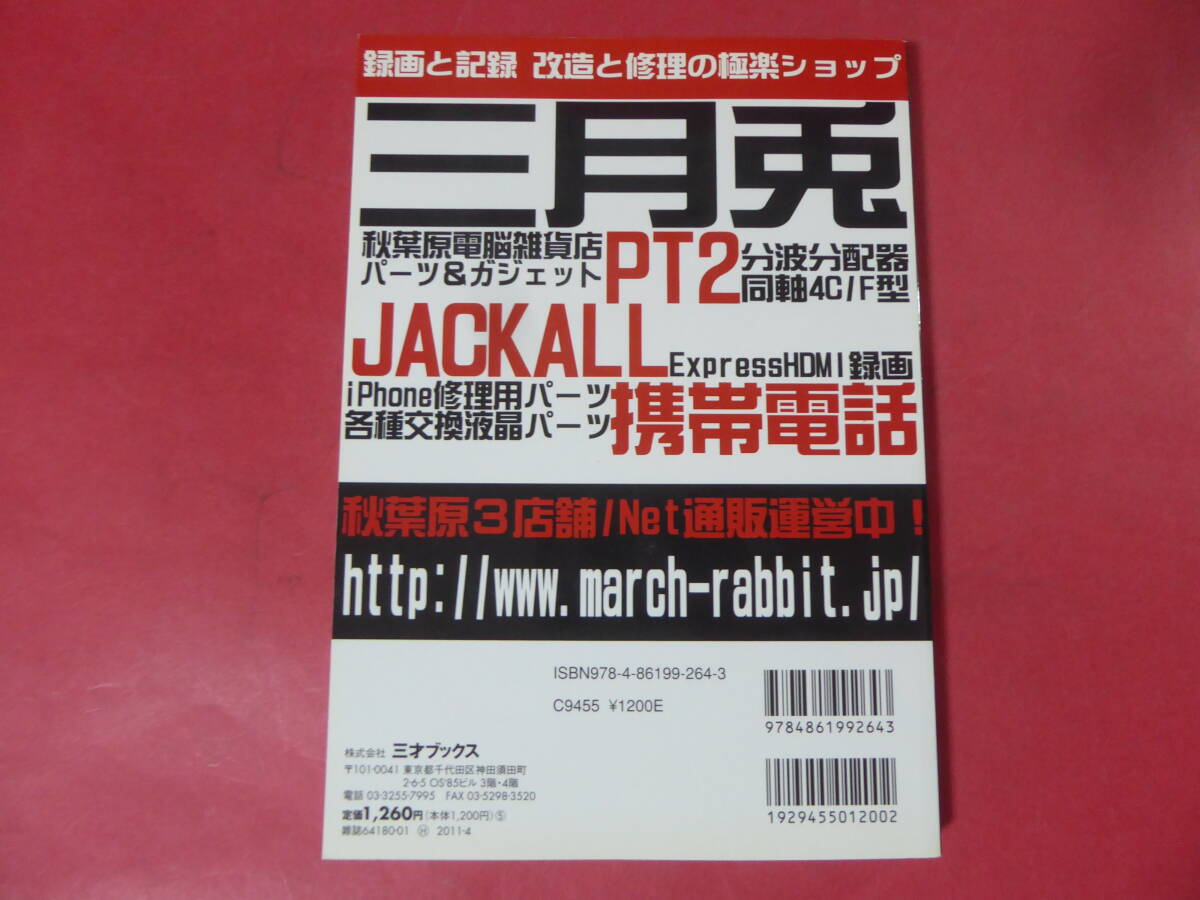 録画と記録 改造と修理の極楽ショップ
三月兎
秋葉原電脳雑貨店
パーツ&ガジェット
PT2
分波分配器
同軸4C/F型
JACKALL
ExpressHDMI録画
iPhone修理用パーツ
各種交換液晶パーツ
携帯電話
秋葉原3店舗/Net通販運営中!
http://www.march-rabbit.jp/
ISBN978-4-86199-264-3
C9455 ¥1200E
9784861992643
1929455012002
株式会社 三才ブックス
〒101-0041 東京都千代田区神田須田町
2-6-5 OS'85ビル 3階・4階
電話 03-3255-7995 FAX 03-5298-3520
定価1,260円(本体1,200円)Ⓢ
雑誌64180-01 Ⓗ 2011-4